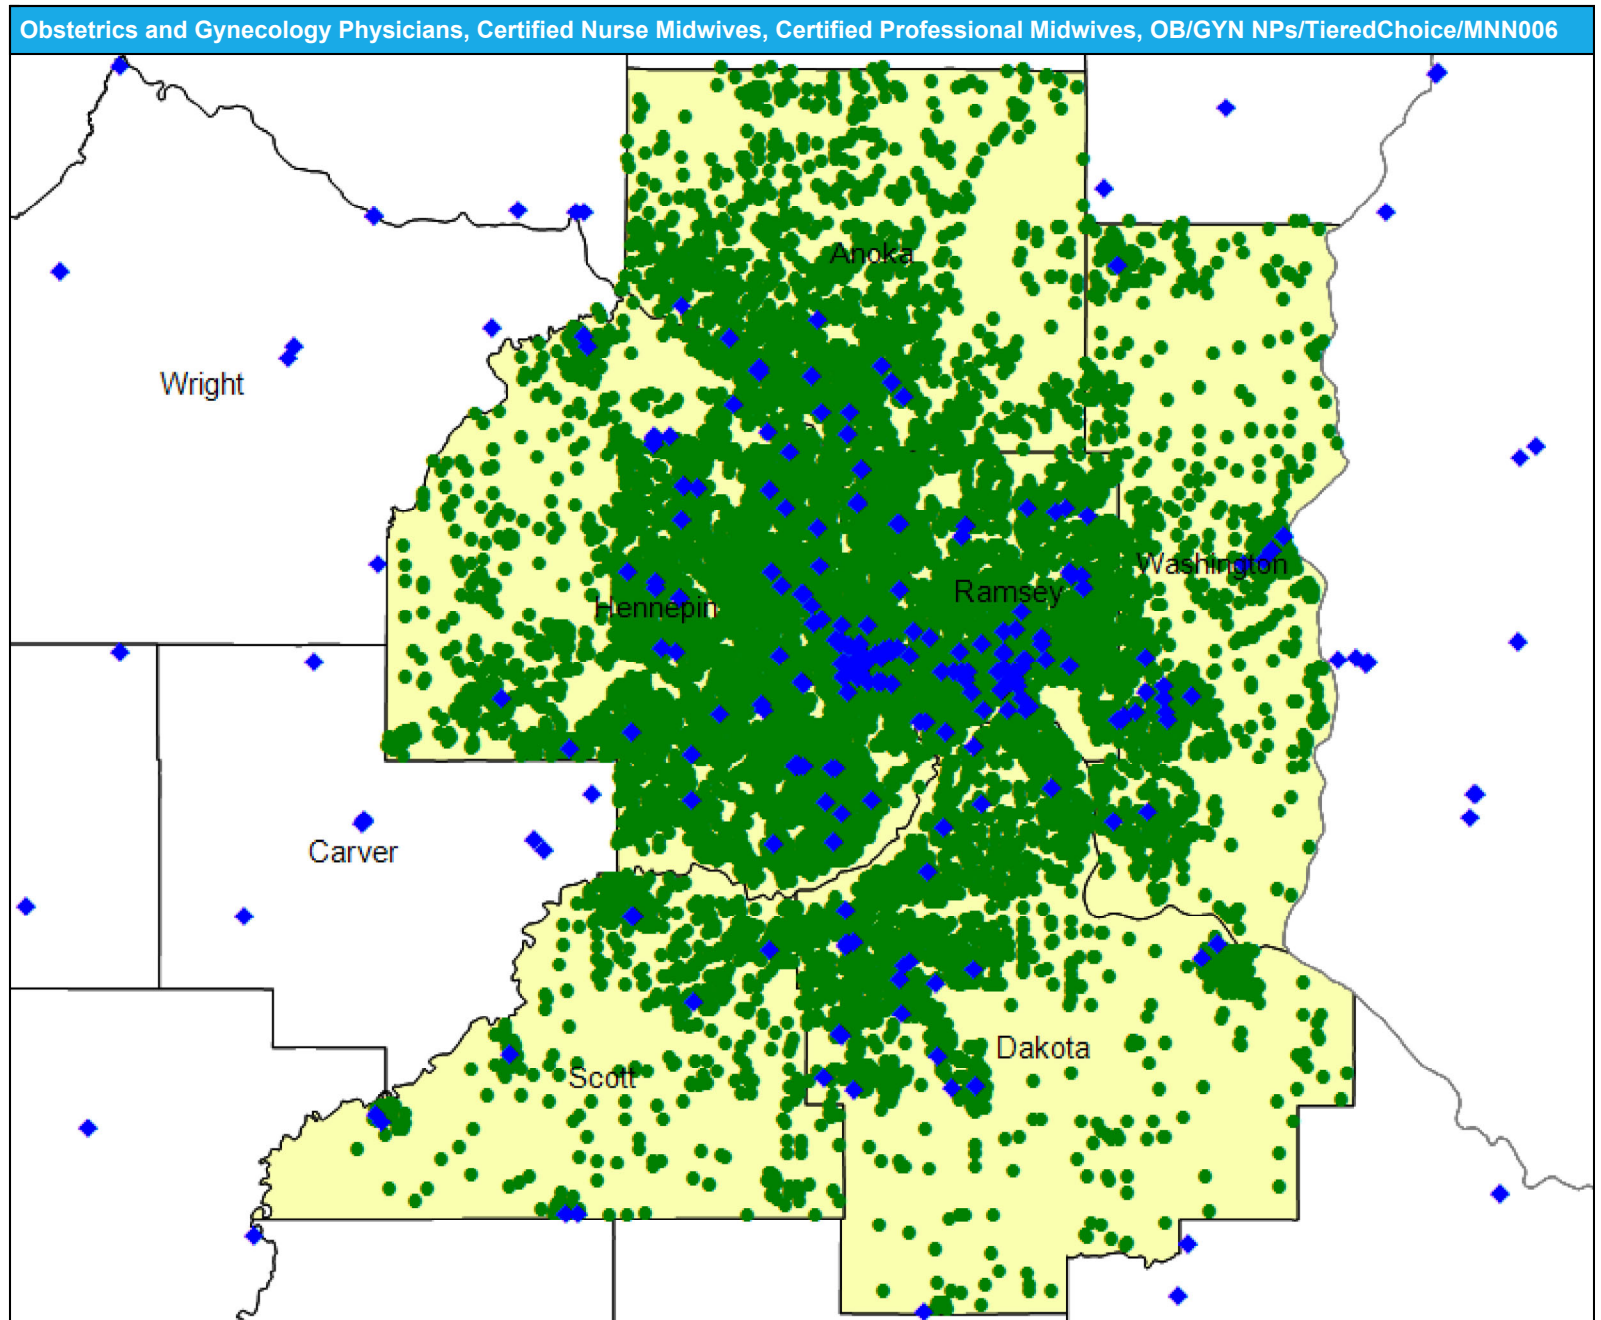 Obstetrics and Gynecology Physicians, Certified Nurse Midwives, Certified Professional Midwives, OB/GYN NPs/TieredChoice/MNN006
Anoka
Wright
Washington
Ramsey
Hennepin
Carver
Dakota
Scott